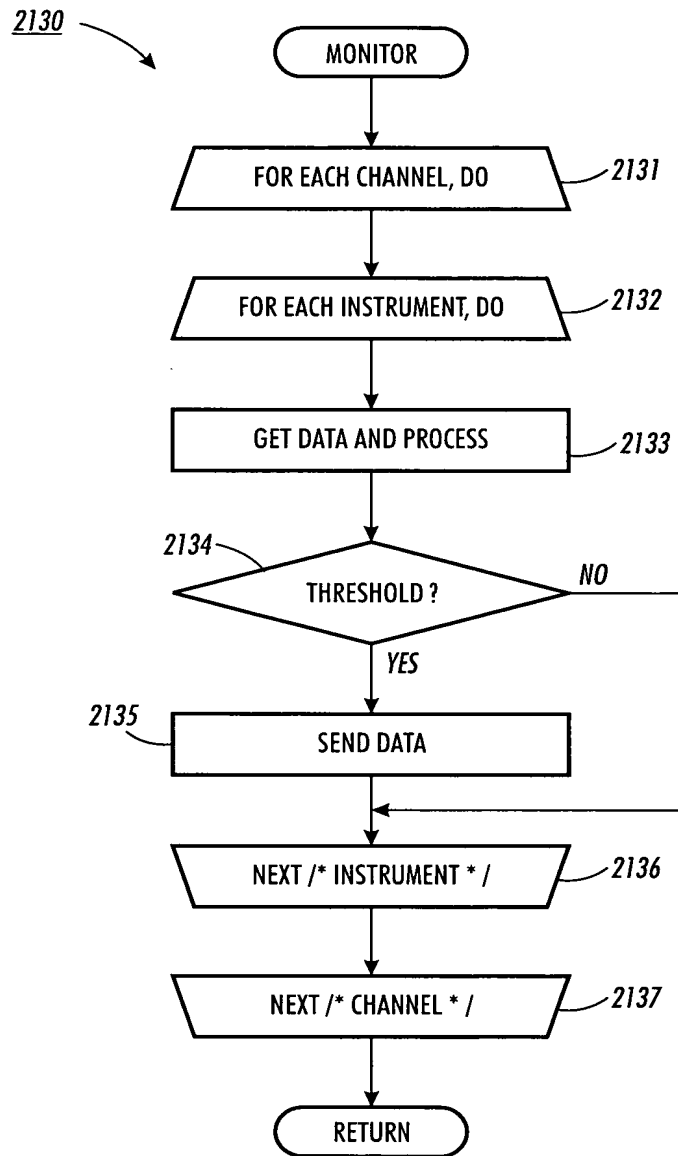 2130
MONITOR
FOR EACH CHANNEL, DO
2131
FOR EACH INSTRUMENT, DO
2132
GET DATA AND PROCESS
2133
2134
THRESHOLD ?
NO
YES
2135
SEND DATA
NEXT /* INSTRUMENT * /
2136
NEXT /* CHANNEL * /
2137
RETURN